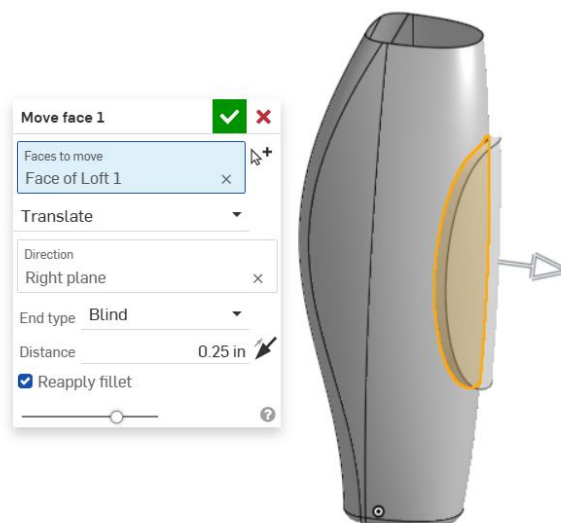 Move face 1
Faces to move
Face of Loft 1
Translate
Direction
Right plane
End type Blind
Distance 0.25 in
Reapply fillet